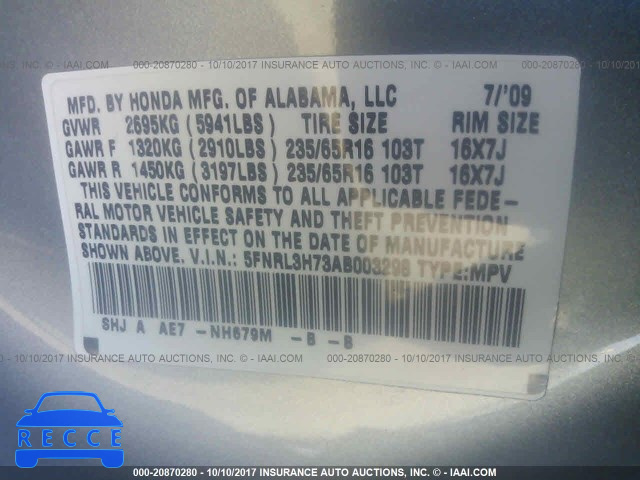 000-20870280 - 10/10/2017 INSURANCE AUTO AUCTIONS, INC. - © IAAI.COM
MFD. BY HONDA MFG. OF ALABAMA, LLC 7/'09
GVWR 2695KG (5941LBS) TIRE SIZE RIM SIZE
GAWR F 1320KG (2910LBS) 235/65R16 103T 16X7J
GAWR R 1450KG (3197LBS) 235/65R16 103T 16X7J
THIS VEHICLE CONFORMS TO ALL APPLICABLE FEDE-
RAL MOTOR VEHICLE SAFETY AND THEFT PREVENTION
STANDARDS IN EFFECT ON THE DATE OF MANUFACTURE
SHOWN ABOVE. V.I.N.: 5FNRL3H73AB003298 TYPE:MPV
SHJ A AE7 -NH679M -B -B
000-20870280 - 10/10/2017 INSURANCE AUTO AUCTIONS, INC. - © IAAI.COM
RECCE
000-20870280 - 10/10/2017 INSURANCE AUTO AUCTIONS, INC. - © IAAI.COM